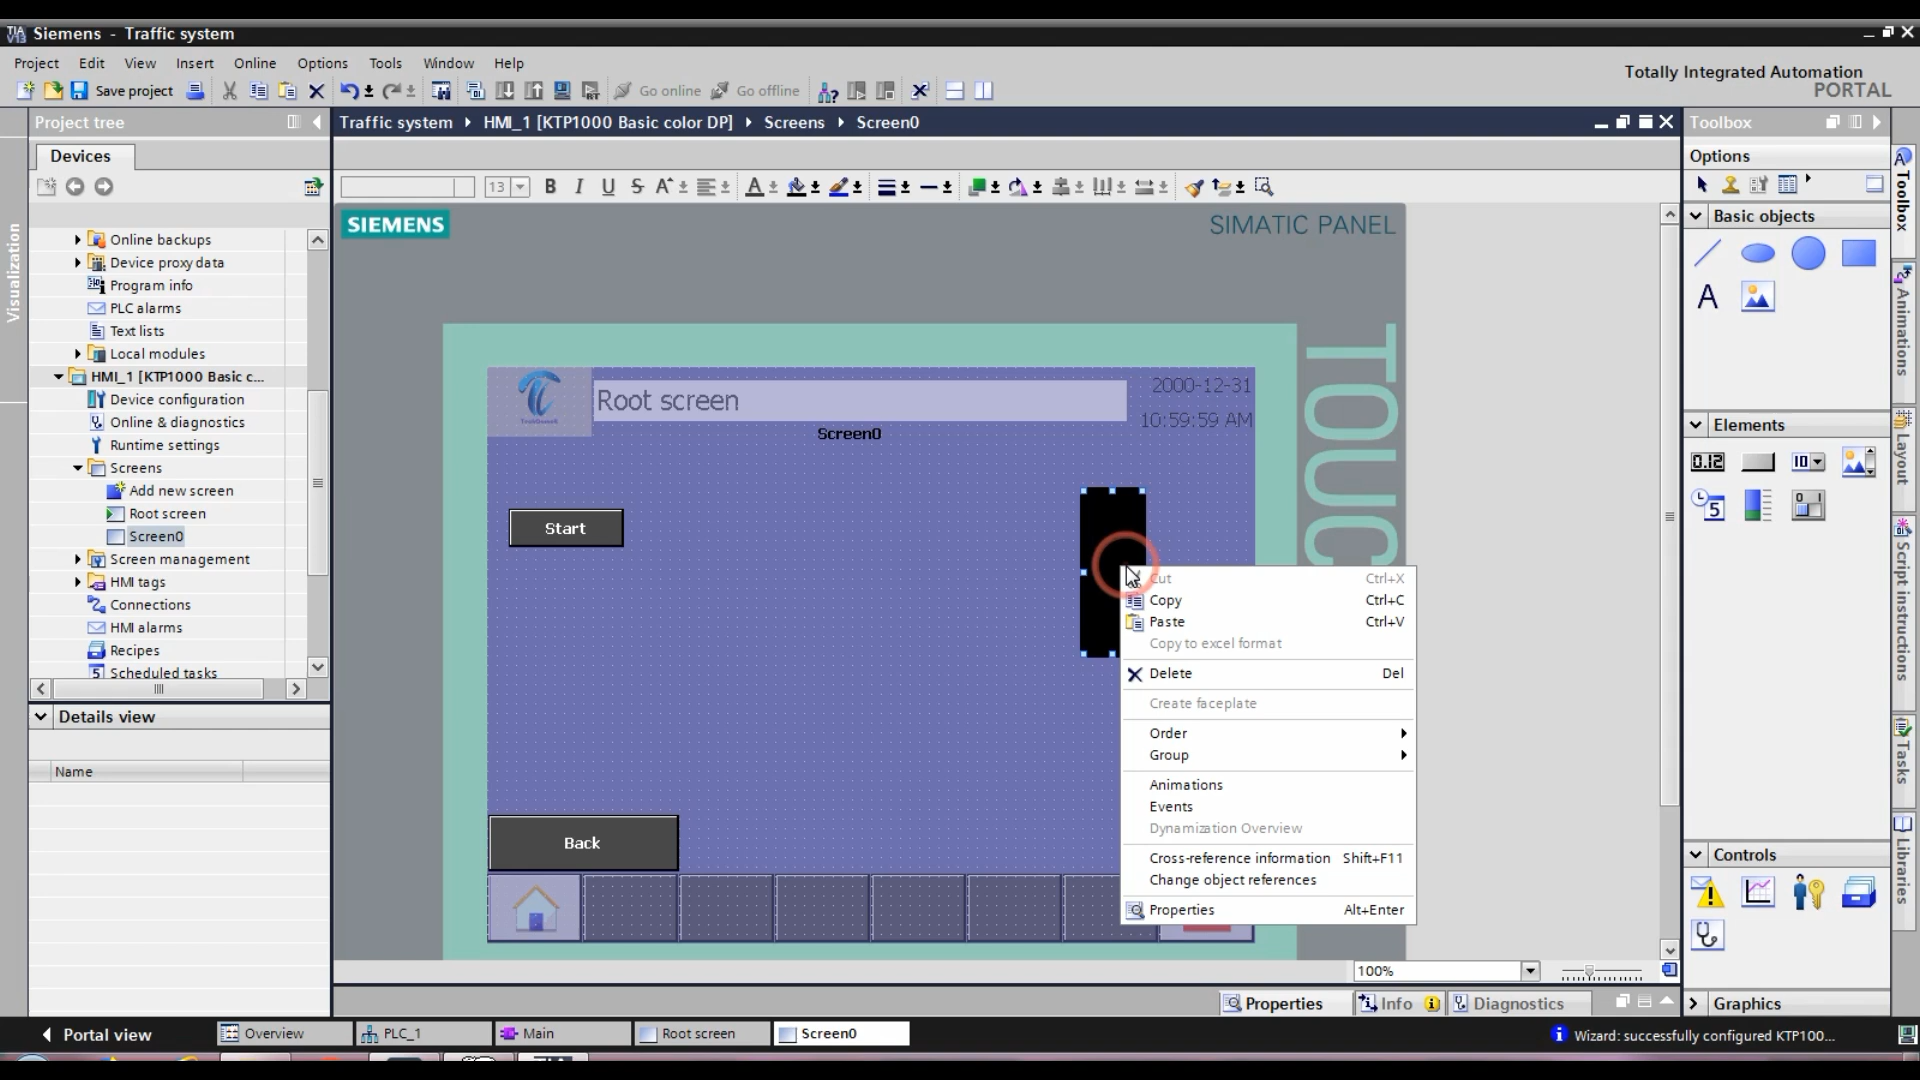 Siemens - Traffic system
Project Edit View Insert Online Options Tools Window Help
Totally Integrated Automation
PORTAL
Save project
Go online
Go offline
Project tree
Traffic system
HMI_1 [KTP1000 Basic color DP]
Screens
Screen0
Toolbox
Devices
Options
13
B I U S
Visualization
Online backups
Device proxy data
Program info
PLC alarms
Text lists
Local modules
HMI_1 [KTP1000 Basic c...
Device configuration
Online & diagnostics
Runtime settings
Screens
Add new screen
Root screen
Screen0
Screen management
HMI tags
Connections
HMI alarms
Recipes
Scheduled tasks
Details view
Name
SIEMENS
SIMATIC PANEL
TOUC
Root screen
2000-12-31
10:59:59 AM
Screen0
Start
Back
Cut Ctrl+X
Copy Ctrl+C
Paste Ctrl+V
Copy to excel format
Delete Del
Create faceplate
Order
Group
Animations
Events
Dynamization Overview
Cross-reference information Shift+F11
Change object references
Properties Alt+Enter
Basic objects
Elements
Controls
Graphics
Toolbox
Animations
Layout
Script instructions
Tasks
Libraries
100%
Properties
Info
Diagnostics
Portal view
Overview
PLC_1
Main
Root screen
Screen0
Wizard: successfully configured KTP100...